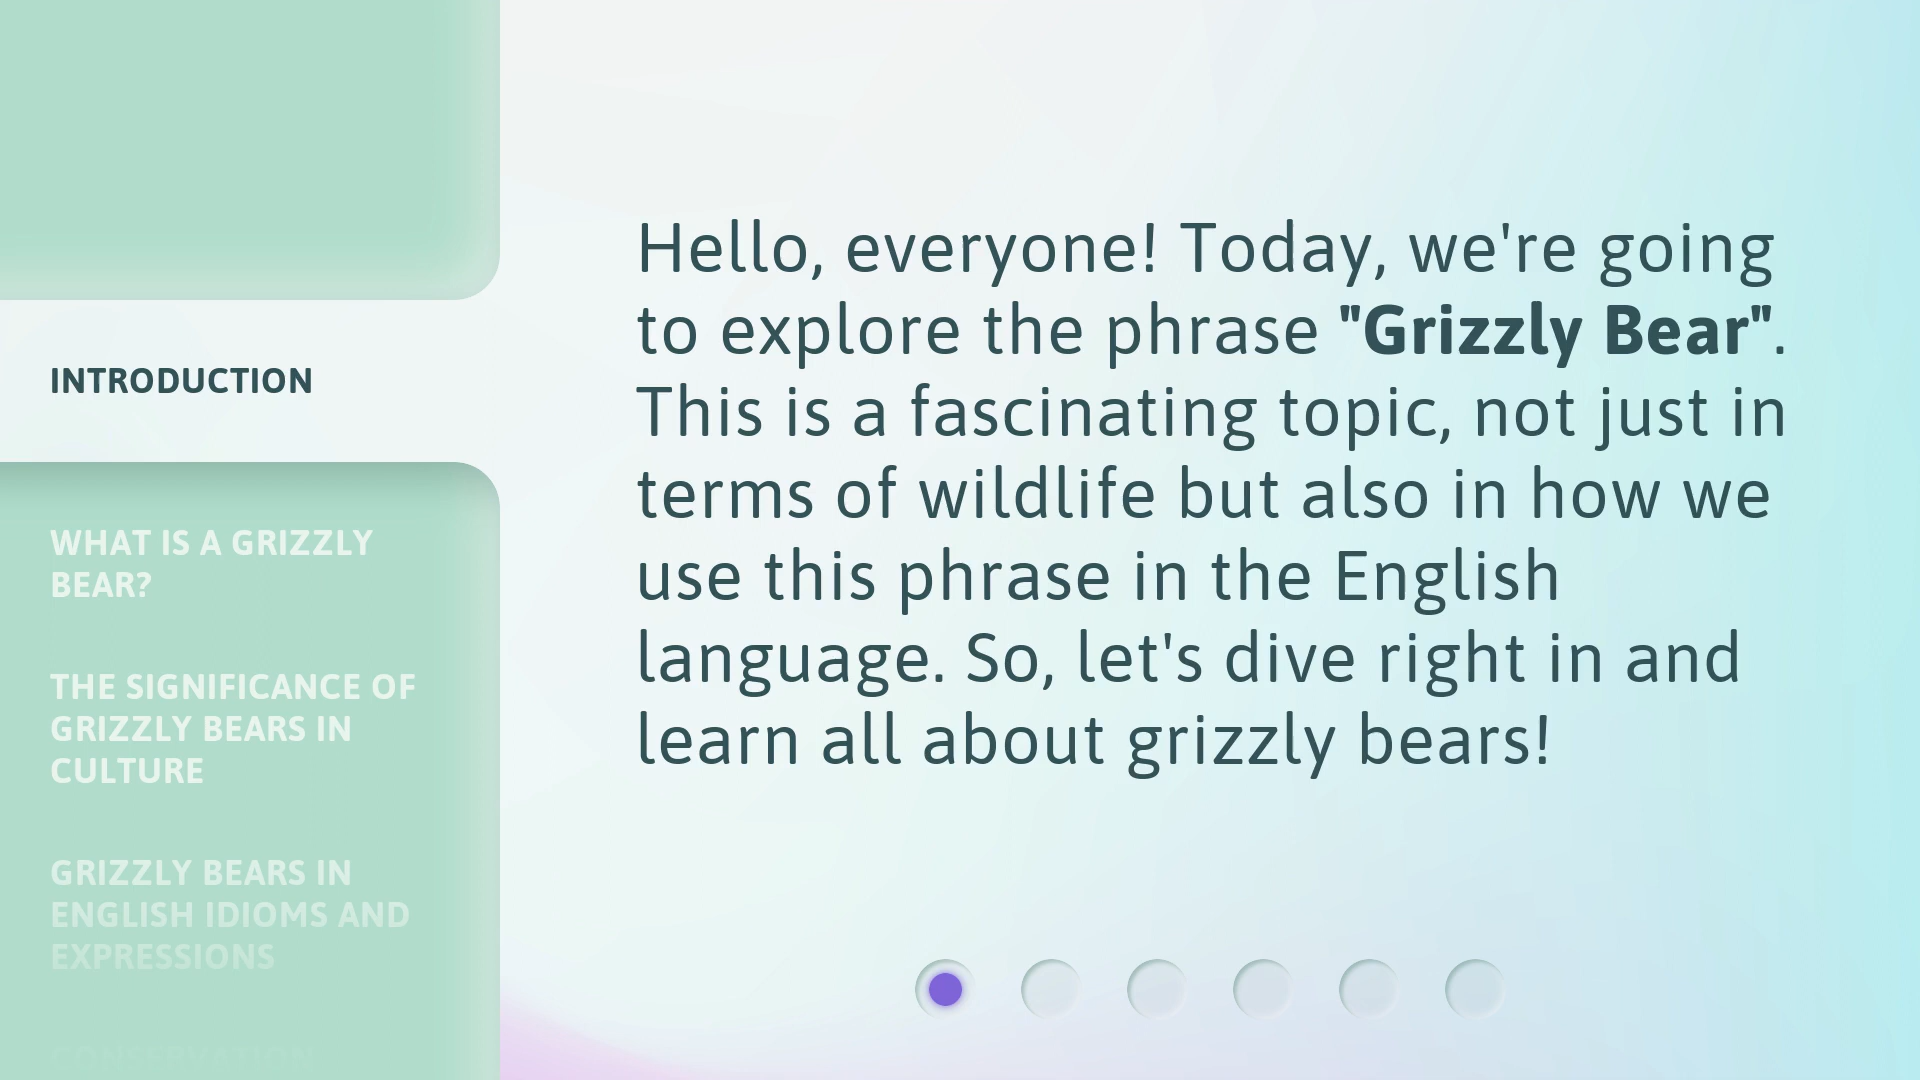 INTRODUCTION
WHAT IS A GRIZZLY
BEAR?
THE SIGNIFICANCE OF
GRIZZLY BEARS IN
CULTURE
GRIZZLY BEARS IN
ENGLISH IDIOMS AND
EXPRESSIONS
CONSERVATION
Hello, everyone! Today, we're going
to explore the phrase "Grizzly Bear".
This is a fascinating topic, not just in
terms of wildlife but also in how we
use this phrase in the English
language. So, let's dive right in and
learn all about grizzly bears!